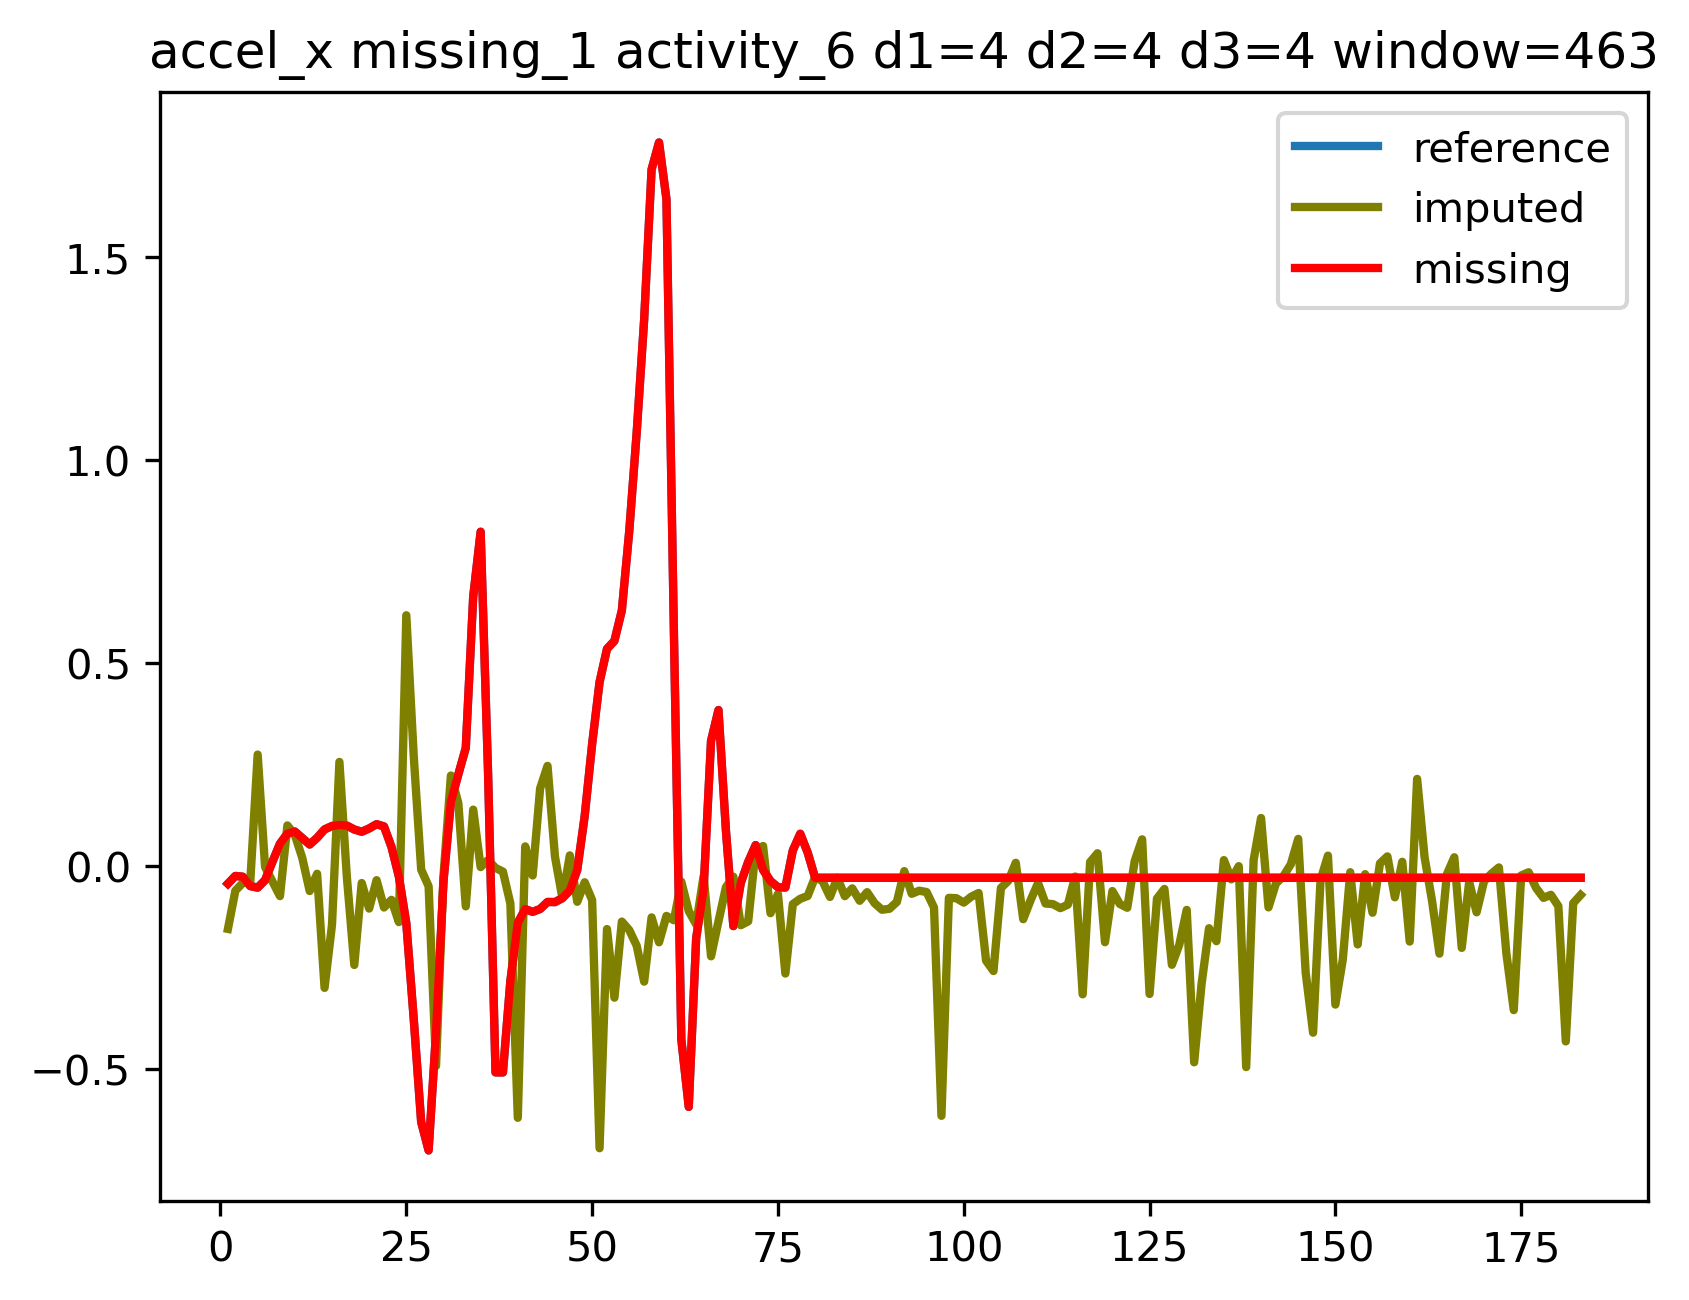 accel_x missing_1 activity_6 d1=4 d2=4 d3=4 window=463
reference
imputed
missing
1.5
1.0
0.5
0.0
−0.5
0 25 50 75 100 125 150 175